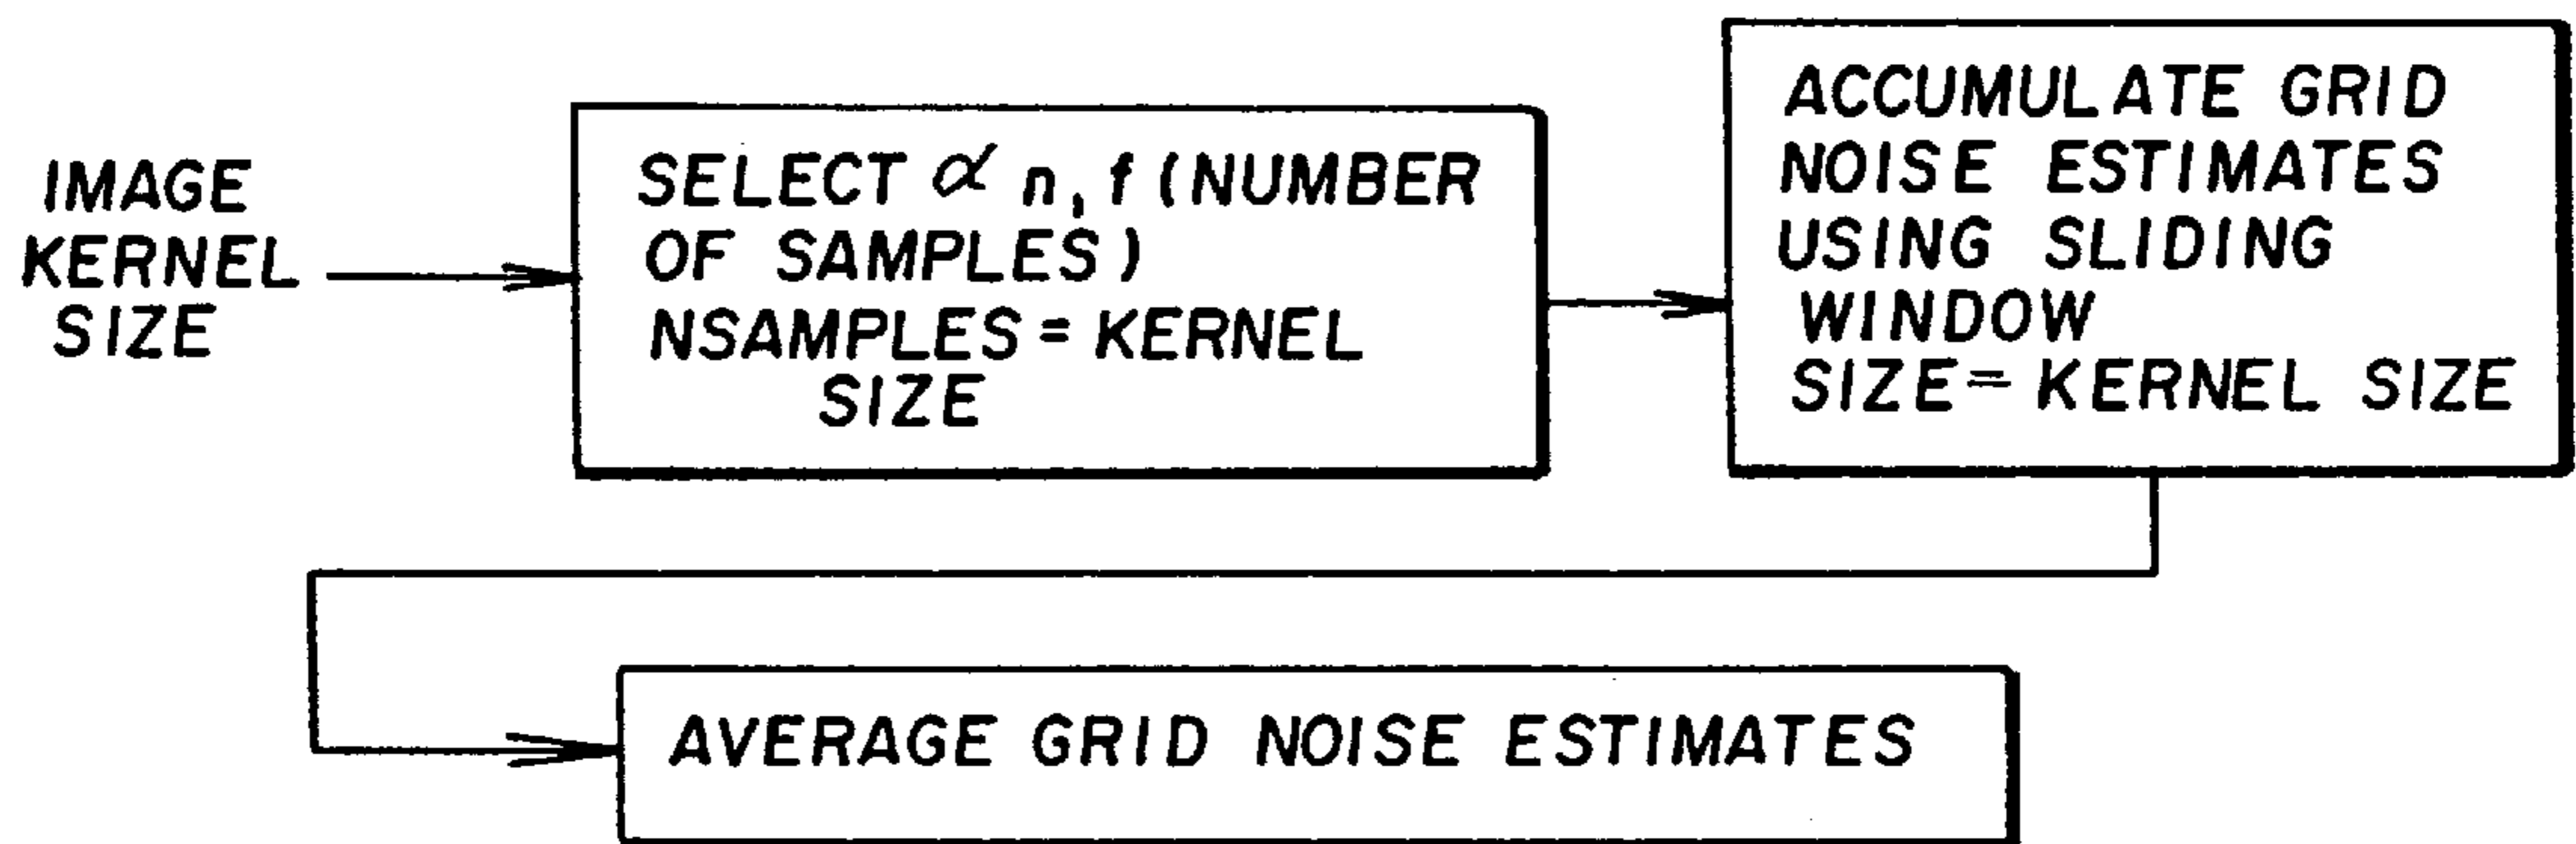 IMAGE
KERNEL
SIZE
SELECT α n, f (NUMBER
OF SAMPLES)
NSAMPLES = KERNEL
SIZE
ACCUMULATE GRID
NOISE ESTIMATES
USING SLIDING
WINDOW
SIZE = KERNEL SIZE
AVERAGE GRID NOISE ESTIMATES